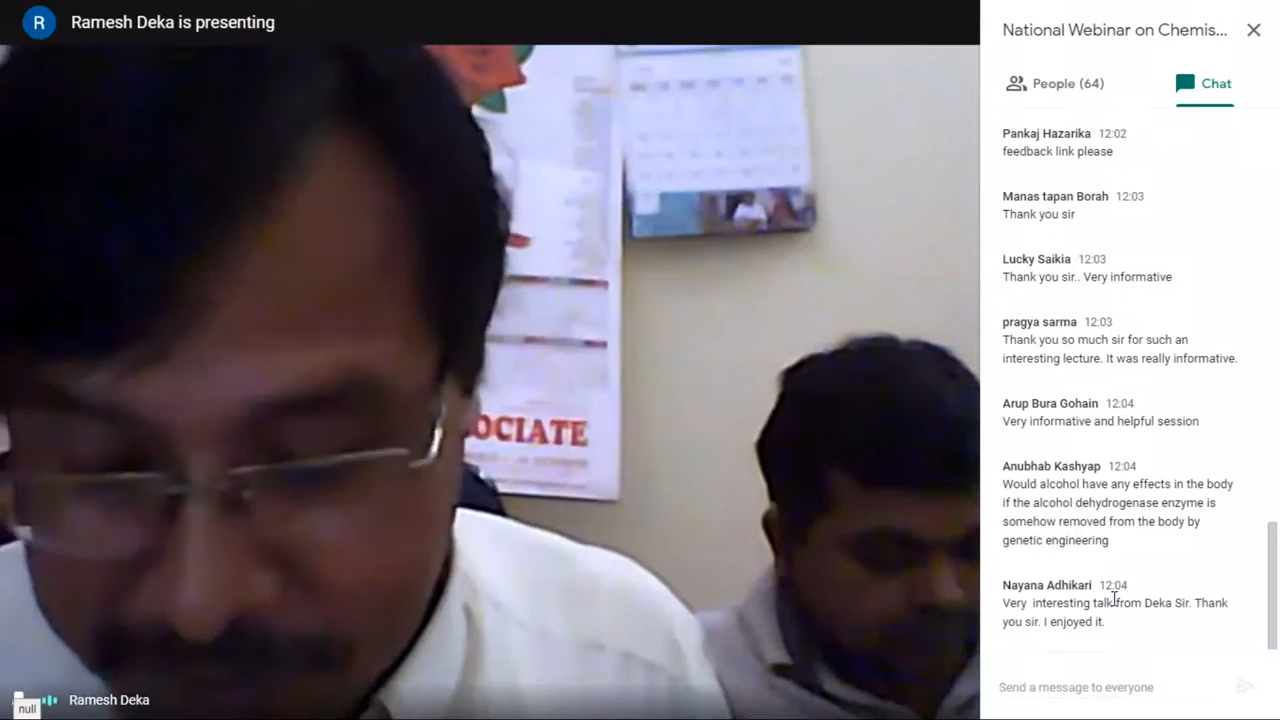 R
Ramesh Deka is presenting
OCIATE
null
Ramesh Deka
National Webinar on Chemis...
People (64)
Chat
Pankaj Hazarika 12:02
feedback link please
Manas tapan Borah 12:03
Thank you sir
Lucky Saikia 12:03
Thank you sir.. Very informative
pragya sarma 12:03
Thank you so much sir for such an
interesting lecture. It was really informative.
Arup Bura Gohain 12:04
Very informative and helpful session
Anubhab Kashyap 12:04
Would alcohol have any effects in the body
if the alcohol dehydrogenase enzyme is
somehow removed from the body by
genetic engineering
Nayana Adhikari 12:04
Very interesting talk from Deka Sir. Thank
you sir. I enjoyed it.
Send a message to everyone